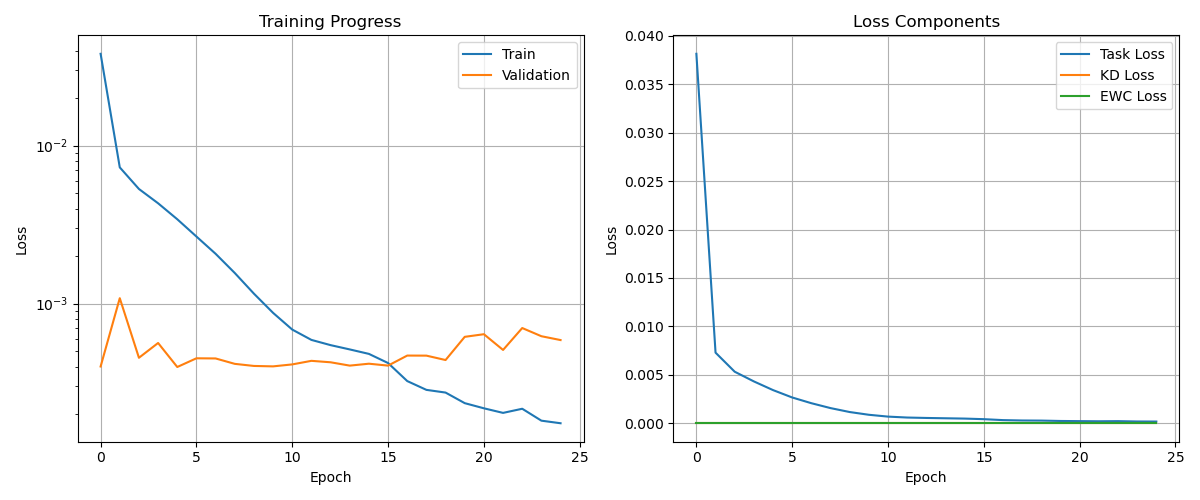 Training Progress
Train
Validation
10⁻²
10⁻³
Loss
0 5 10 15 20 25
Epoch
Loss Components
Task Loss
KD Loss
EWC Loss
0.040
0.035
0.030
0.025
0.020
0.015
0.010
0.005
0.000
Loss
0 5 10 15 20 25
Epoch